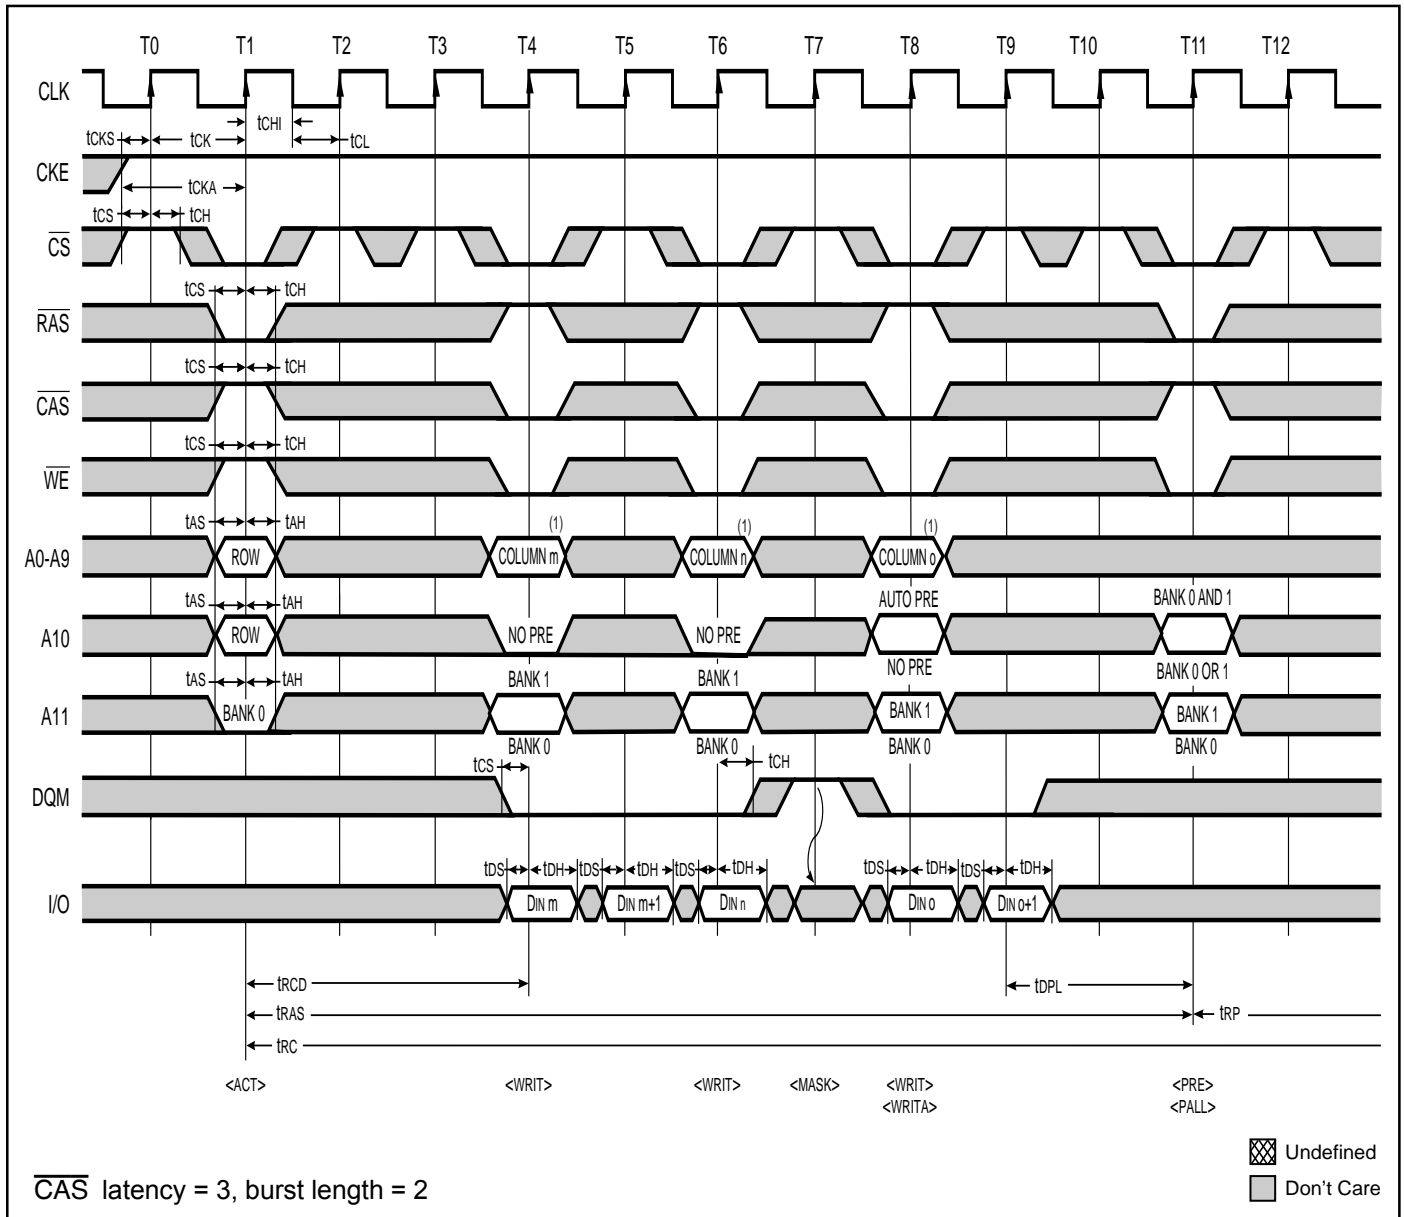 T0 T1 T2 T3 T4 T5 T6 T7 T8 T9 T10 T11 T12
CLK
tCHI
tCKS tCK tCL
CKE
tCKA
tCS tCH
CS
tCS tCH
RAS
tCS tCH
CAS
tCS tCH
WE
tAS tAH (1) (1) (1)
A0-A9 ROW COLUMN m COLUMN n COLUMN o
tAS tAH AUTO PRE BANK 0 AND 1
A10 ROW NO PRE NO PRE
NO PRE BANK 0 OR 1
tAS tAH BANK 1 BANK 1
A11 BANK 0 BANK 1 BANK 1
BANK 0 BANK 0 BANK 0 BANK 0
tCS tCH
DQM
tDS tDH tDS tDH tDS tDH tDS tDH tDS tDH
I/O DIN m DIN m+1 DIN n DIN o DIN o+1
tRCD tDPL
tRAS tRP
tRC
<ACT> <WRIT> <WRIT> <MASK> <WRIT> <PRE>
<WRITA> <PALL>
Undefined
CAS latency = 3, burst length = 2 Don't Care